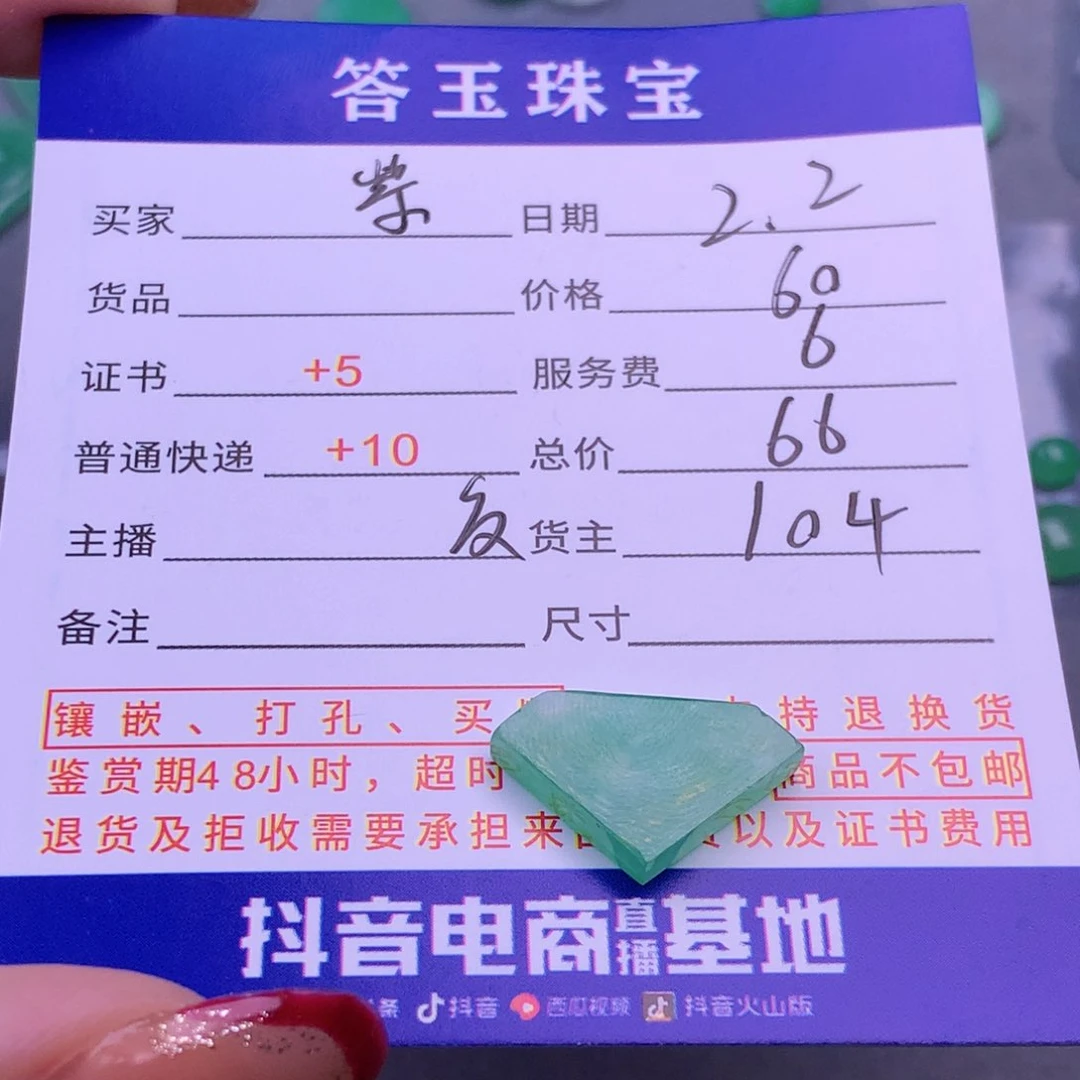 答玉珠宝
买家 柴 日期 2.2
货品 价格 60
证书 +5 服务费 6
普通快递 +10 总价 66
主播 货主 104
备注 尺寸
镶嵌、打孔、买 持退换货
鉴赏期48小时，超时 商品不包邮
退货及拒收需要承担来 以及证书费用
抖音电商直播基地
条 抖音 西瓜视频 抖音火山版